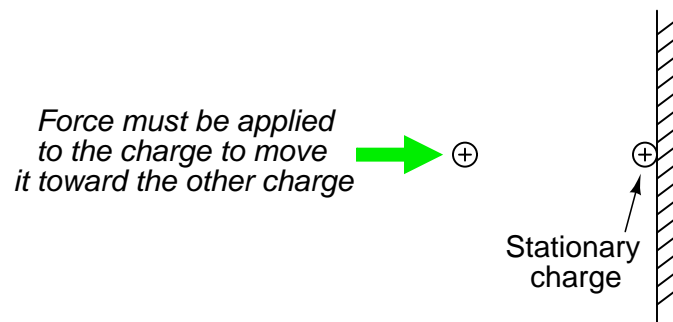 Force must be applied
to the charge to move
it toward the other charge
+
+
Stationary
charge